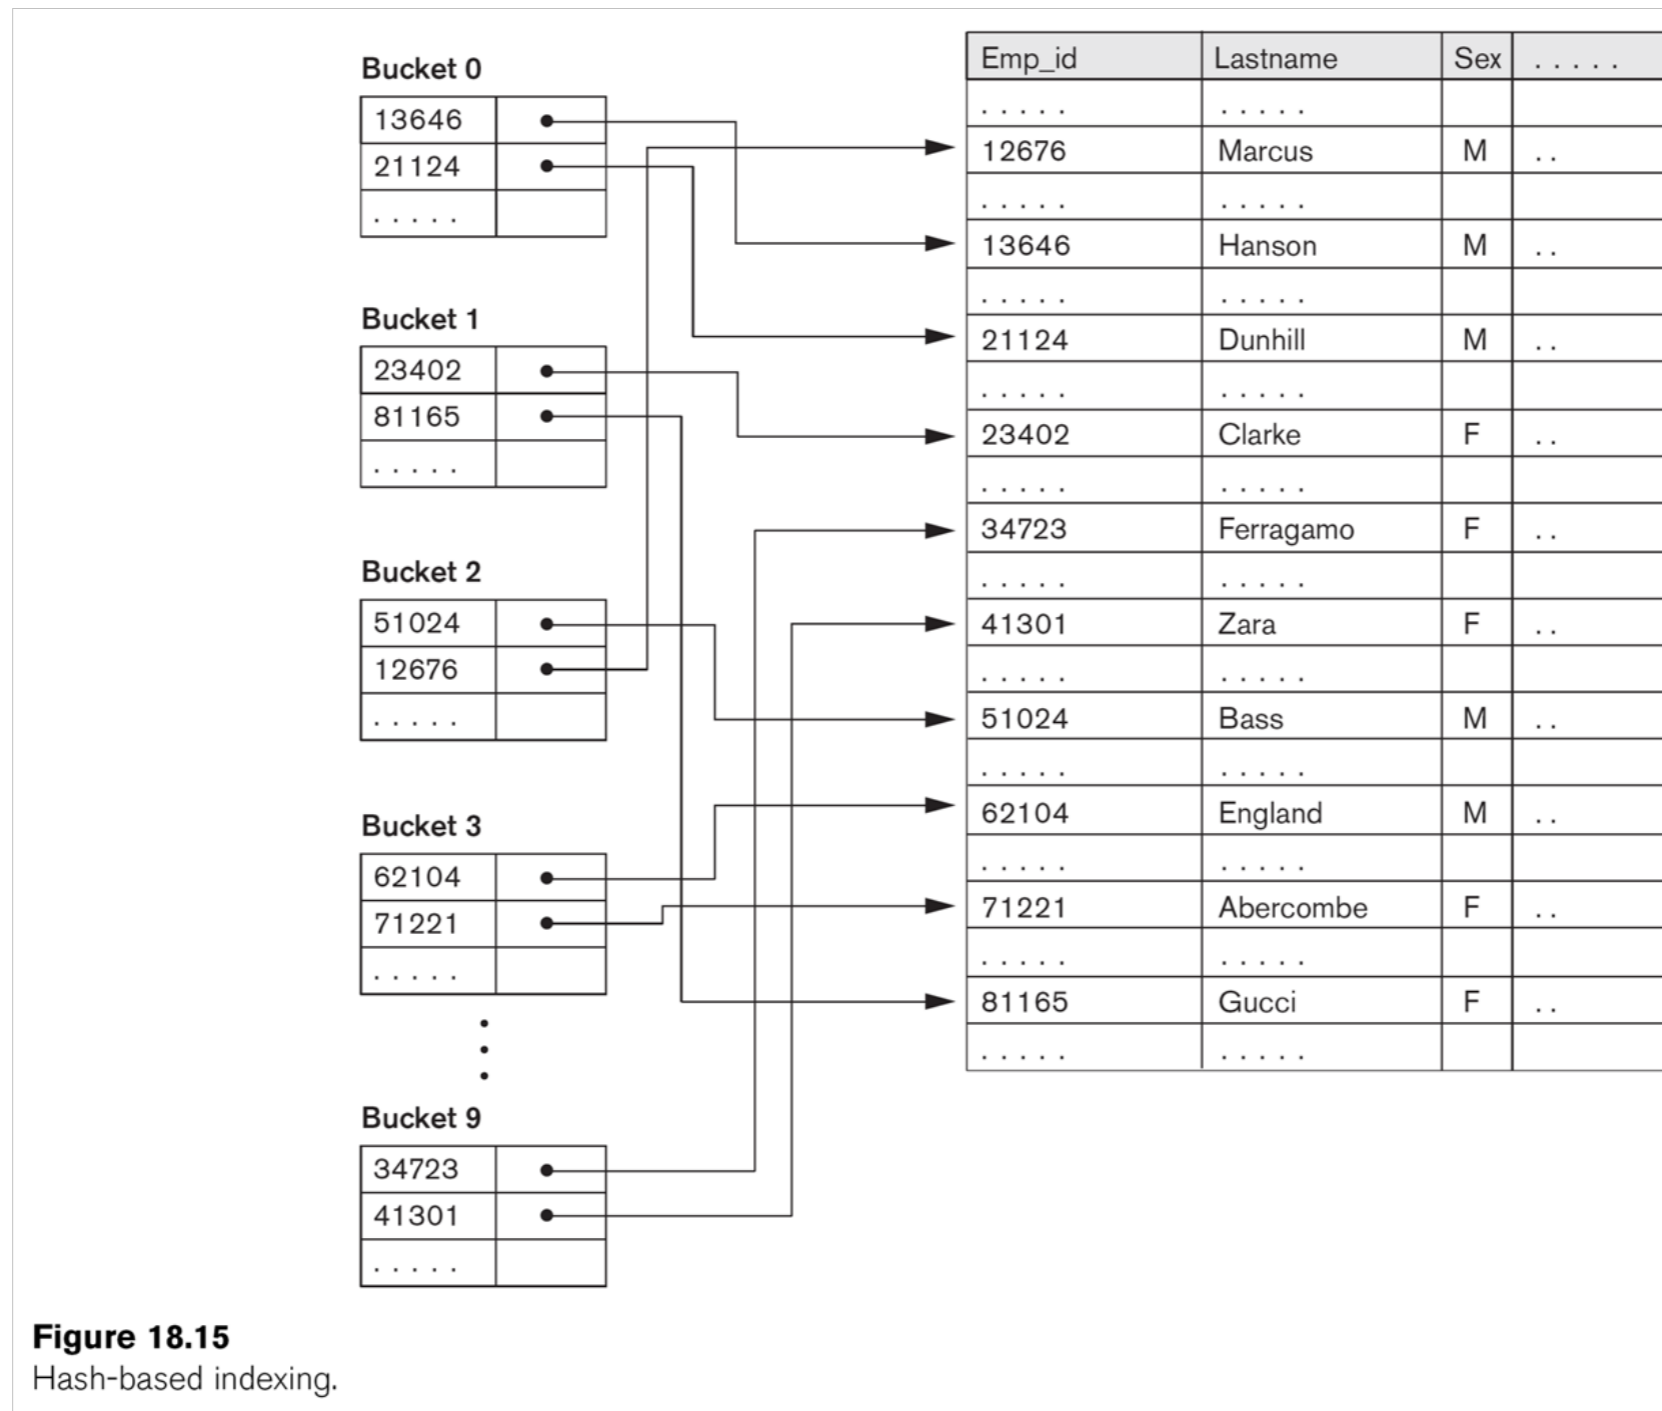 Bucket 0
13646
21124
. . . . .
Bucket 1
23402
81165
. . . . .
Bucket 2
51024
12676
. . . . .
Bucket 3
62104
71221
. . . . .
Bucket 9
34723
41301
. . . . .
Emp_id Lastname Sex . . . . .
. . . . . . . . . .
12676 Marcus M . .
. . . . . . . . . .
13646 Hanson M . .
. . . . . . . . . .
21124 Dunhill M . .
. . . . . . . . . .
23402 Clarke F . .
. . . . . . . . . .
34723 Ferragamo F . .
. . . . . . . . . .
41301 Zara F . .
. . . . . . . . . .
51024 Bass M . .
. . . . . . . . . .
62104 England M . .
. . . . . . . . . .
71221 Abercombe F . .
. . . . . . . . . .
81165 Gucci F . .
. . . . . . . . . .
Figure 18.15
Hash-based indexing.